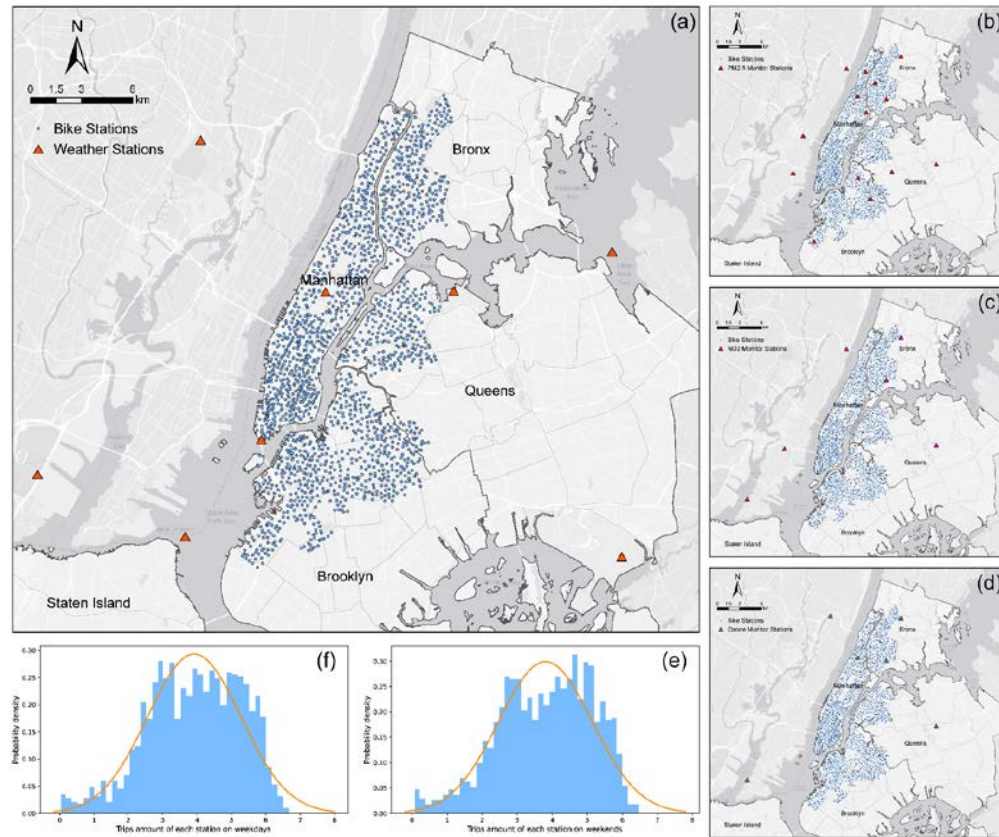 (a)
N
0 1.5 3 6
km
Bike Stations
Weather Stations
Bronx
Manhattan
Queens
Brooklyn
Staten Island
(b)
N
km
Bike Stations
PM2.5 Monitor Stations
Bronx
Manhattan
Queens
Brooklyn
Staten Island
(c)
N
km
Bike Stations
NO2 Monitor Stations
Bronx
Manhattan
Queens
Brooklyn
Staten Island
(d)
N
km
Bike Stations
Ozone Monitor Stations
Bronx
Manhattan
Queens
Brooklyn
Staten Island
(f)
Probability density
0.30
0.25
0.20
0.15
0.10
0.05
0.00
0 1 2 3 4 5 6 7 8
Trips amount of each station on weekdays
(e)
Probability density
0.30
0.25
0.20
0.15
0.10
0.05
0.00
0 1 2 3 4 5 6 7 8
Trips amount of each station on weekends